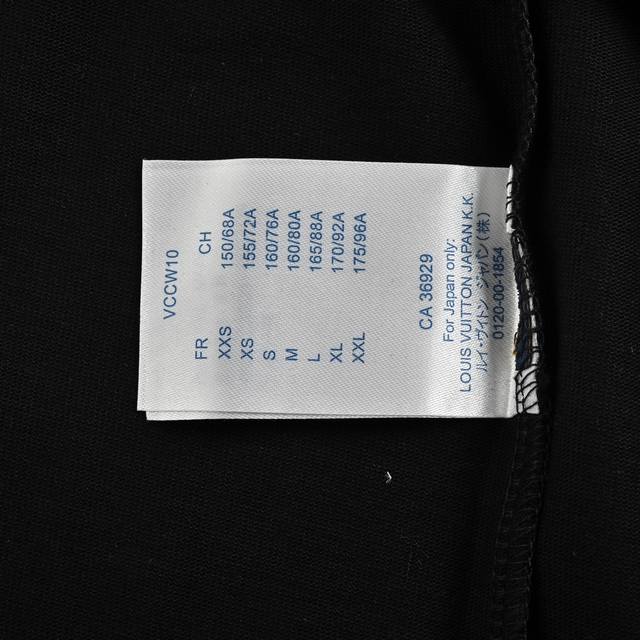 CA 36829
For Japan only:
LOUIS VUITTON JAPAN K.K.
ルイ・ヴィトン ジャパン(株)
0120-00-1854
VCCW10
FR CH
XXS 150/68A
XS 155/72A
S 160/76A
M 160/80A
L 165/88A
XL 170/92A
XXL 175/96A